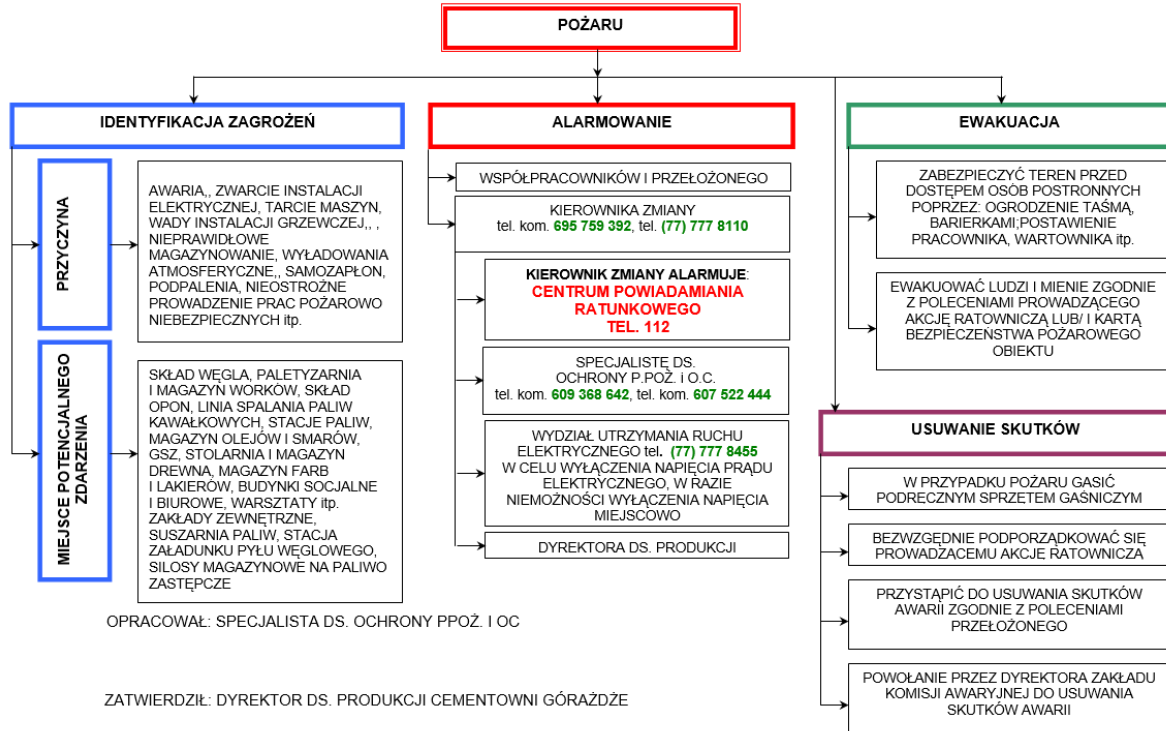 POŻARU
IDENTYFIKACJA ZAGROŻEŃ
PRZYCZYNA
AWARIA,, ZWARCIE INSTALACJI
ELEKTRYCZNEJ, TARCIE MASZYN,
WADY INSTALACJI GRZEWCZEJ,, ,
NIEPRAWIDŁOWE
MAGAZYNOWANIE, WYŁADOWANIA
ATMOSFERYCZNE,, SAMOZAPŁON,
PODPALENIA, NIEOSTROŻNE
PROWADZENIE PRAC POŻAROWO
NIEBEZPIECZNYCH itp.
MIEJSCE POTENCJALNEGO
ZDARZENIA
SKŁAD WĘGLA, PALETYZARNIA
I MAGAZYN WORKÓW, SKŁAD
OPON, LINIA SPALANIA PALIW
KAWAŁKOWYCH, STACJE PALIW,
MAGAZYN OLEJÓW I SMARÓW,
GSZ, STOLARNIA I MAGAZYN
DREWNA, MAGAZYN FARB
I LAKIERÓW, BUDYNKI SOCJALNE
I BIUROWE, WARSZTATY itp.
ZAKŁADY ZEWNĘTRZNE,
SUSZARNIA PALIW, STACJA
ZAŁADUNKU PYŁU WĘGLOWEGO,
SILOSY MAGAZYNOWE NA PALIWO
ZASTĘPCZE
ALARMOWANIE
WSPÓŁPRACOWNIKÓW I PRZEŁOŻONEGO
KIEROWNIKA ZMIANY
tel. kom. 695 759 392, tel. (77) 777 8110
KIEROWNIK ZMIANY ALARMUJE:
CENTRUM POWIADAMIANIA
RATUNKOWEGO
TEL. 112
SPECJALISTĘ DS.
OCHRONY P.POŻ. i O.C.
tel. kom. 609 368 642, tel. kom. 607 522 444
WYDZIAŁ UTRZYMANIA RUCHU
ELEKTRYCZNEGO tel. (77) 777 8455
W CELU WYŁĄCZENIA NAPIĘCIA PRĄDU
ELEKTRYCZNEGO, W RAZIE
NIEMOŻNOŚCI WYŁĄCZENIA NAPIĘCIA
MIEJSCOWO
DYREKTORA DS. PRODUKCJI
EWAKUACJA
ZABEZPIECZYĆ TEREN PRZED
DOSTĘPEM OSÓB POSTRONNYCH
POPRZEZ: OGRODZENIE TAŚMĄ,
BARIERKAMI;POSTAWIENIE
PRACOWNIKA, WARTOWNIKA itp.
EWAKUOWAĆ LUDZI I MIENIE ZGODNIE
Z POLECENIAMI PROWADZĄCEGO
AKCJĘ RATOWNICZĄ LUB/ I KARTĄ
BEZPIECZEŃSTWA POŻAROWEGO
OBIEKTU
USUWANIE SKUTKÓW
W PRZYPADKU POŻARU GASIĆ
PODRĘCZNYM SPRZĘTEM GAŚNICZYM
BEZWZGLĘDNIE PODPORZĄDKOWAĆ SIĘ
PROWADZĄCEMU AKCJĘ RATOWNICZĄ
PRZYSTĄPIĆ DO USUWANIA SKUTKÓW
AWARII ZGODNIE Z POLECENIAMI
PRZEŁOŻONEGO
POWOŁANIE PRZEZ DYREKTORA ZAKŁADU
KOMISJI AWARYJNEJ DO USUWANIA
SKUTKÓW AWARII
OPRACOWAŁ: SPECJALISTA DS. OCHRONY PPOŻ. I OC
ZATWIERDZIŁ: DYREKTOR DS. PRODUKCJI CEMENTOWNI GÓRAŻDŻE